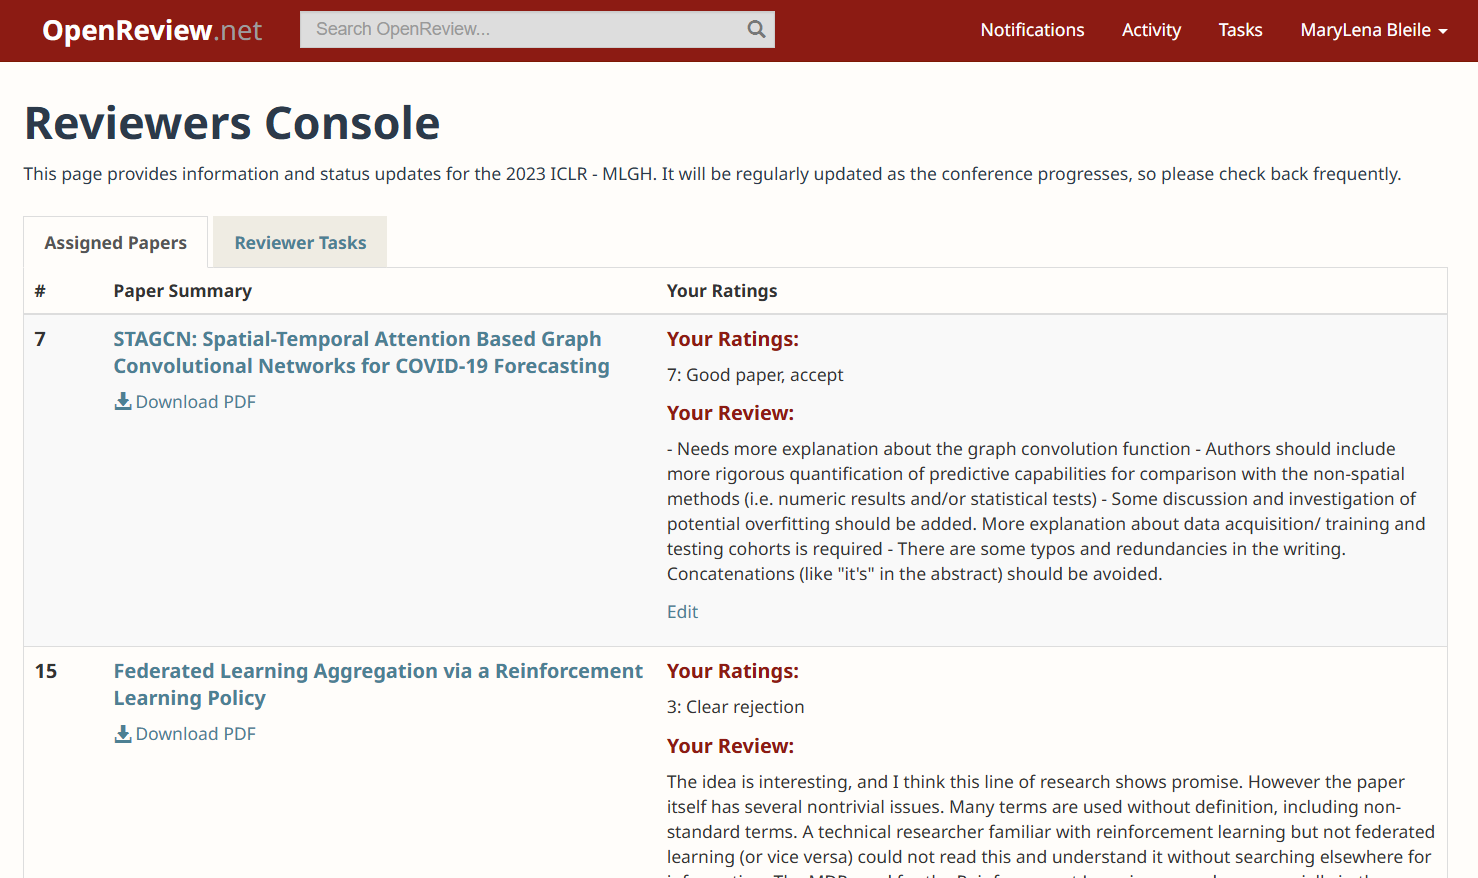 OpenReview.net
Search OpenReview...
Notifications
Activity
Tasks
MaryLena Bleile
Reviewers Console
This page provides information and status updates for the 2023 ICLR - MLGH. It will be regularly updated as the conference progresses, so please check back frequently.
Assigned Papers
Reviewer Tasks
#
Paper Summary
Your Ratings
7
STAGCN: Spatial-Temporal Attention Based Graph
Convolutional Networks for COVID-19 Forecasting
Download PDF
Your Ratings:
7: Good paper, accept
Your Review:
- Needs more explanation about the graph convolution function - Authors should include
more rigorous quantification of predictive capabilities for comparison with the non-spatial
methods (i.e. numeric results and/or statistical tests) - Some discussion and investigation of
potential overfitting should be added. More explanation about data acquisition/ training and
testing cohorts is required - There are some typos and redundancies in the writing.
Concatenations (like "it's" in the abstract) should be avoided.
Edit
15
Federated Learning Aggregation via a Reinforcement
Learning Policy
Download PDF
Your Ratings:
3: Clear rejection
Your Review:
The idea is interesting, and I think this line of research shows promise. However the paper
itself has several nontrivial issues. Many terms are used without definition, including non-
standard terms. A technical researcher familiar with reinforcement learning but not federated
learning (or vice versa) could not read this and understand it without searching elsewhere for